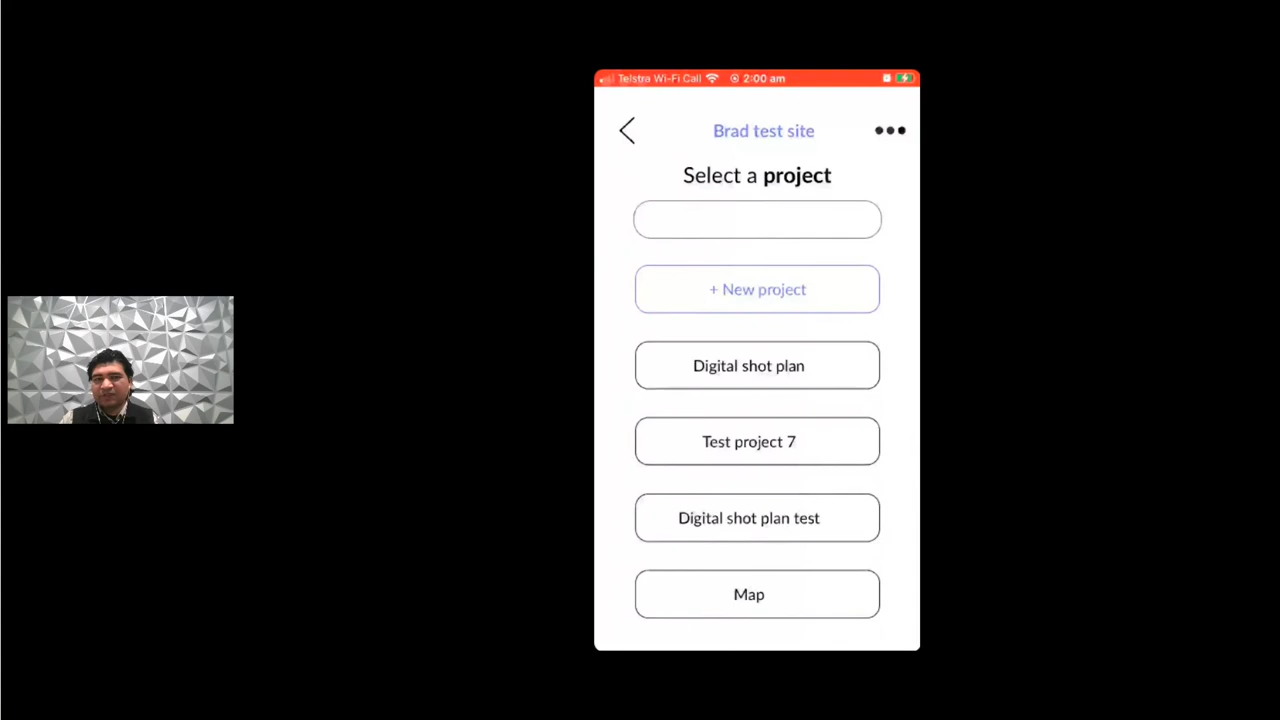 Telstra Wi-Fi Call 2:00 am
Brad test site
Select a project
+ New project
Digital shot plan
Test project 7
Digital shot plan test
Map